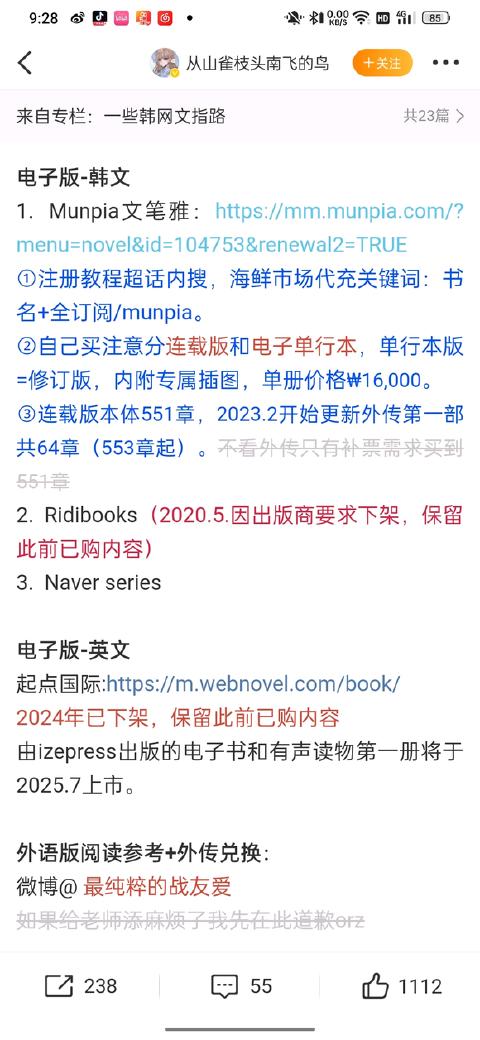 9:28
0.00
KB/S
HD
4G
85
从山雀枝头南飞的鸟
+关注
来自专栏：一些韩网文指路
共23篇
电子版-韩文
1. Munpia文笔雅：https://mm.munpia.com/?
menu=novel&id=104753&renewal2=TRUE
①注册教程超话内搜，海鲜市场代充关键词：书
名+全订阅/munpia。
②自己买注意分连载版和电子单行本，单行本版
=修订版，内附专属插图，单册价格₩16,000。
③连载版本体551章，2023.2开始更新外传第一部
共64章（553章起）。不看外传只有补票需求买到
551章
2. Ridibooks（2020.5.因出版商要求下架，保留
此前已购内容）
3. Naver series
电子版-英文
起点国际:https://m.webnovel.com/book/
2024年已下架，保留此前已购内容
由izepress出版的电子书和有声读物第一册将于
2025.7上市。
外语版阅读参考+外传兑换：
微博@ 最纯粹的战友爱
如果给老师添麻烦了我先在此道歉orz
238
55
1112